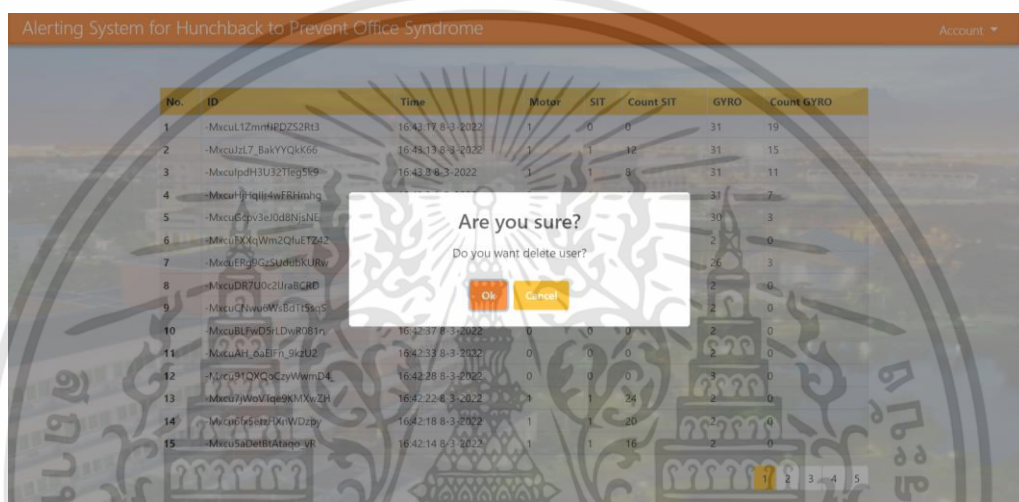 Alerting System for Hunchback to Prevent Office Syndrome Account
No. ID Time Motor SIT Count SIT GYRO Count GYRO
1 16:43:17 8-3-2022 1 0 0 31 19
2 -MxcuJzL7_BakYYQkK66 16:43:13 8-3-2022 1 1 12 31 15
3 -MxcuIpdH3U32TIeg5k9 16:43:8 8-3-2022 1 1 8 31 11
4 31 7
Are you sure?
5 -MxcuGcpv3eJ0d8NjsNE 30 3
Do you want delete user?
6 2 0
7 -MxcuERg9GzSUdubKURw 26 3
8 -MxcuDR7U0c2IJra8CRD 2 0
Ok Cancel
9 2 0
10 16:42:37 8-3-2022 0 0 0 2 0
11 -MxcuAH_6aEIFn_9kzU2 16:42:33 8-3-2022 0 0 0 2 0
12 16:42:28 8-3-2022 0 0 0 3 0
13 -Mxcu7jWoVTqe9KMXwZH 16:42:22 8-3-2022 1 1 24 2 0
14 16:42:18 8-3-2022 1 1 20 2 0
15 16:42:14 8-3-2022 1 1 16 2 0
1 2 3 4 5